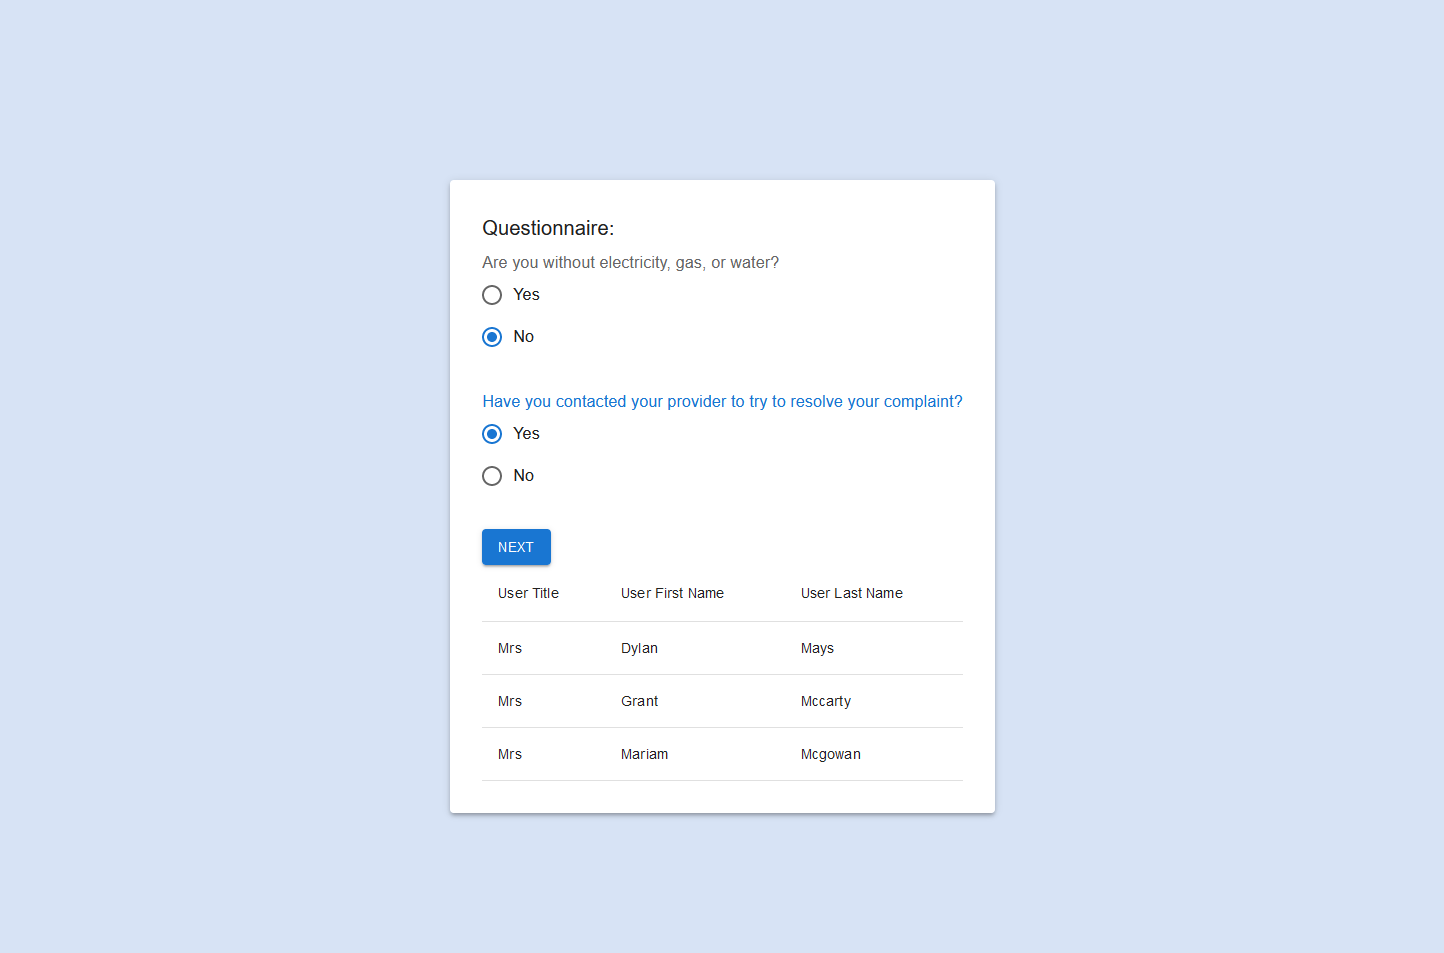 Questionnaire:
Are you without electricity, gas, or water?
Yes
No
Have you contacted your provider to try to resolve your complaint?
Yes
No
NEXT
User Title User First Name User Last Name
Mrs Dylan Mays
Mrs Grant Mccarty
Mrs Mariam Mcgowan